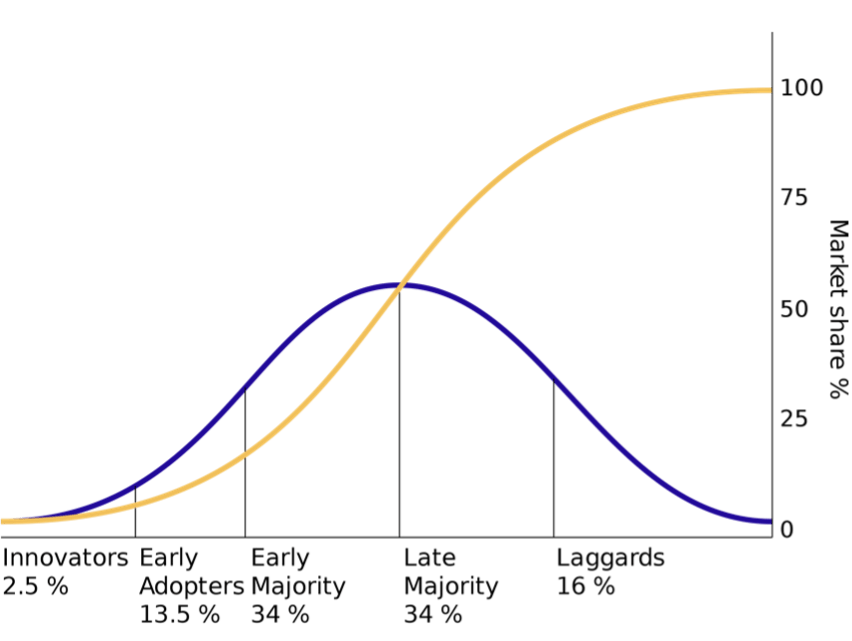 100
75
50
25
0
Market share %
Innovators
2.5 %
Early
Adopters
13.5 %
Early
Majority
34 %
Late
Majority
34 %
Laggards
16 %